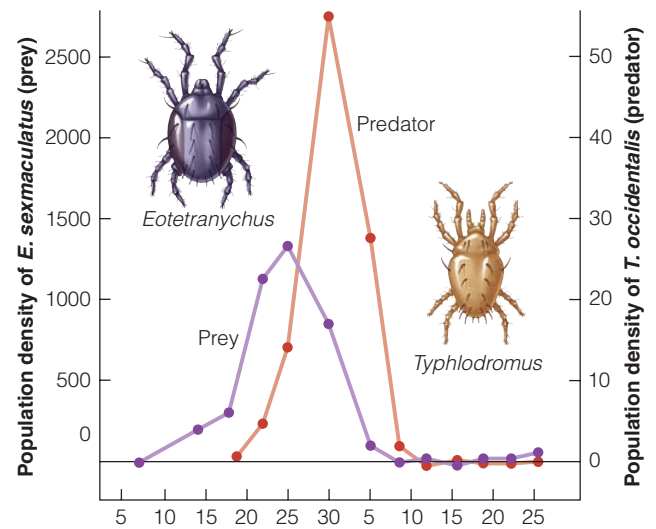 Population density of E. sexmaculatus (prey)
2500
2000
1500
1000
500
0
Eotetranychus
Prey
Predator
Typhlodromus
50
40
30
20
10
0
Population density of T. occidentalis (predator)
5 10 15 20 25 30 5 10 15 20 25